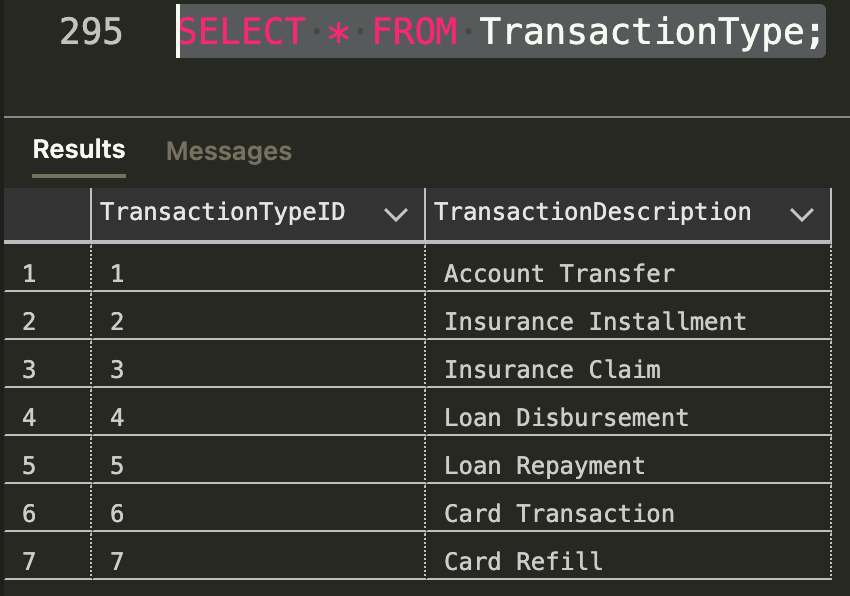 295 SELECT * FROM TransactionType;
Results Messages
TransactionTypeID TransactionDescription
1 1 Account Transfer
2 2 Insurance Installment
3 3 Insurance Claim
4 4 Loan Disbursement
5 5 Loan Repayment
6 6 Card Transaction
7 7 Card Refill